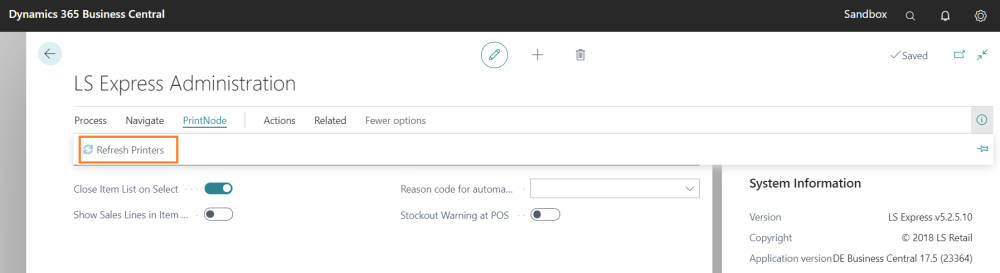 Dynamics 365 Business Central
Sandbox
Saved
LS Express Administration
Process Navigate PrintNode Actions Related Fewer options
Refresh Printers
Close Item List on Select
Reason code for automa...
Show Sales Lines in Item ...
Stockout Warning at POS
System Information
Version LS Express v5.2.5.10
Copyright © 2018 LS Retail
Application version DE Business Central 17.5 (23364)